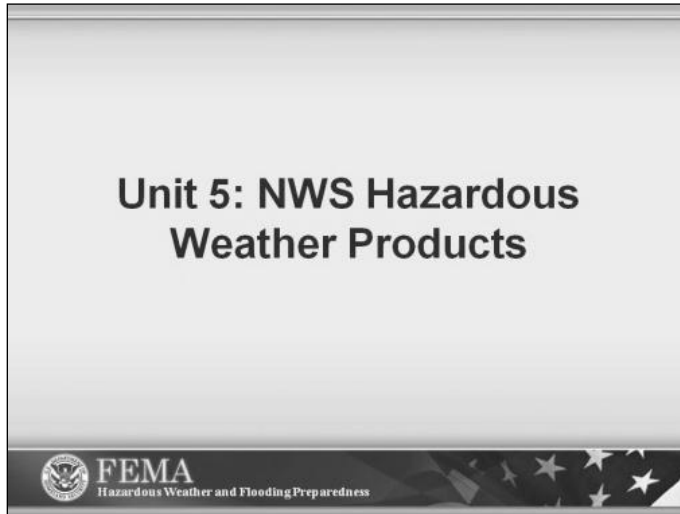 Unit 5: NWS Hazardous
Weather Products
FEMA
Hazardous Weather and Flooding Preparedness